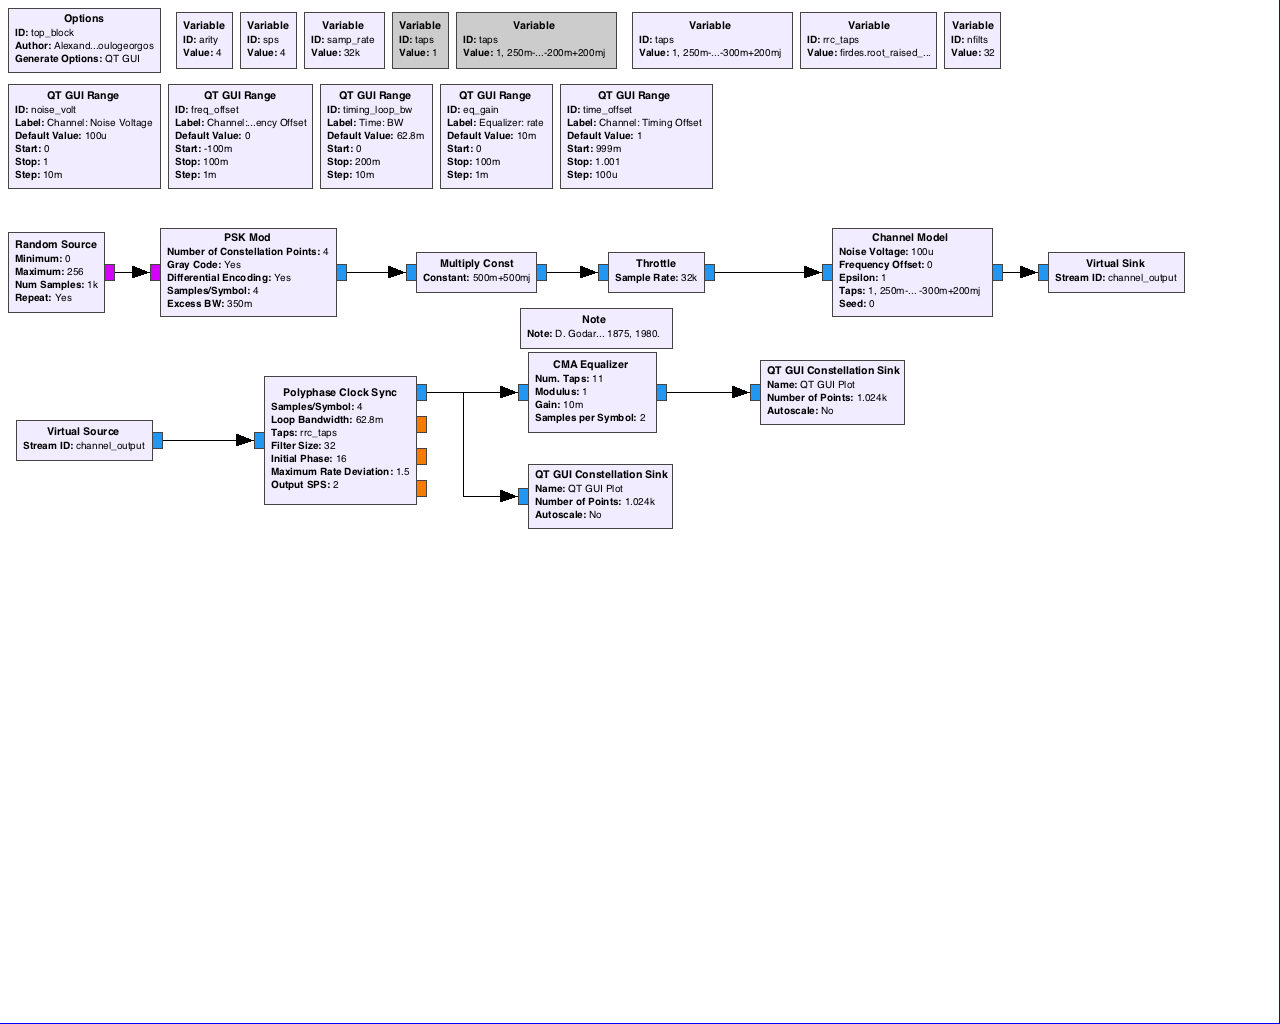 Options
ID: top_block
Author: Alexand...oulogeorgos
Generate Options: QT GUI
Variable
ID: arity
Value: 4
Variable
ID: sps
Value: 4
Variable
ID: samp_rate
Value: 32k
Variable
ID: taps
Value: 1
Variable
ID: taps
Value: 1, 250m-...-200m+200mj
Variable
ID: taps
Value: 1, 250m-...-300m+200mj
Variable
ID: rrc_taps
Value: firdes.root_raised_...
Variable
ID: nfilts
Value: 32
QT GUI Range
ID: noise_volt
Label: Channel: Noise Voltage
Default Value: 100u
Start: 0
Stop: 1
Step: 10m
QT GUI Range
ID: freq_offset
Label: Channel:...ency Offset
Default Value: 0
Start: -100m
Stop: 100m
Step: 1m
QT GUI Range
ID: timing_loop_bw
Label: Time: BW
Default Value: 62.8m
Start: 0
Stop: 200m
Step: 10m
QT GUI Range
ID: eq_gain
Label: Equalizer: rate
Default Value: 10m
Start: 0
Stop: 100m
Step: 1m
QT GUI Range
ID: time_offset
Label: Channel: Timing Offset
Default Value: 1
Start: 999m
Stop: 1.001
Step: 100u
Random Source
Minimum: 0
Maximum: 256
Num Samples: 1k
Repeat: Yes
PSK Mod
Number of Constellation Points: 4
Gray Code: Yes
Differential Encoding: Yes
Samples/Symbol: 4
Excess BW: 350m
Multiply Const
Constant: 500m+500mj
Throttle
Sample Rate: 32k
Channel Model
Noise Voltage: 100u
Frequency Offset: 0
Epsilon: 1
Taps: 1, 250m-... -300m+200mj
Seed: 0
Virtual Sink
Stream ID: channel_output
Note
Note: D. Godar... 1875, 1980.
Virtual Source
Stream ID: channel_output
Polyphase Clock Sync
Samples/Symbol: 4
Loop Bandwidth: 62.8m
Taps: rrc_taps
Filter Size: 32
Initial Phase: 16
Maximum Rate Deviation: 1.5
Output SPS: 2
CMA Equalizer
Num. Taps: 11
Modulus: 1
Gain: 10m
Samples per Symbol: 2
QT GUI Constellation Sink
Name: QT GUI Plot
Number of Points: 1.024k
Autoscale: No
QT GUI Constellation Sink
Name: QT GUI Plot
Number of Points: 1.024k
Autoscale: No